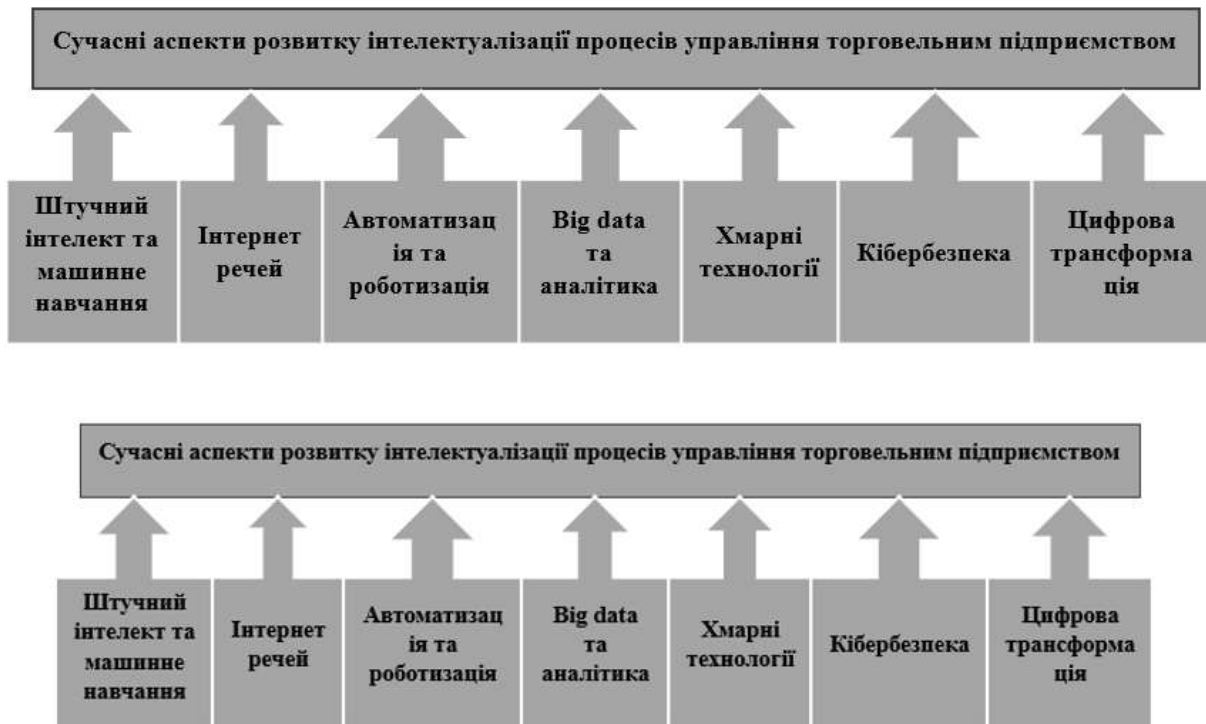 Сучасні аспекти розвитку інтелектуалізації процесів управління торговельним підприємством
Штучний
інтелект та
машинне
навчання
Інтернет
речей
Автоматизац
ія та
роботизація
Big data
та
аналітика
Хмарні
технології
Кібербезпека
Цифрова
трансформа
ція
Сучасні аспекти розвитку інтелектуалізації процесів управління торговельним підприємством
Штучний
інтелект та
машинне
навчання
Інтернет
речей
Автоматизац
ія та
роботизація
Big data
та
аналітика
Хмарні
технології
Кібербезпека
Цифрова
трансформа
ція